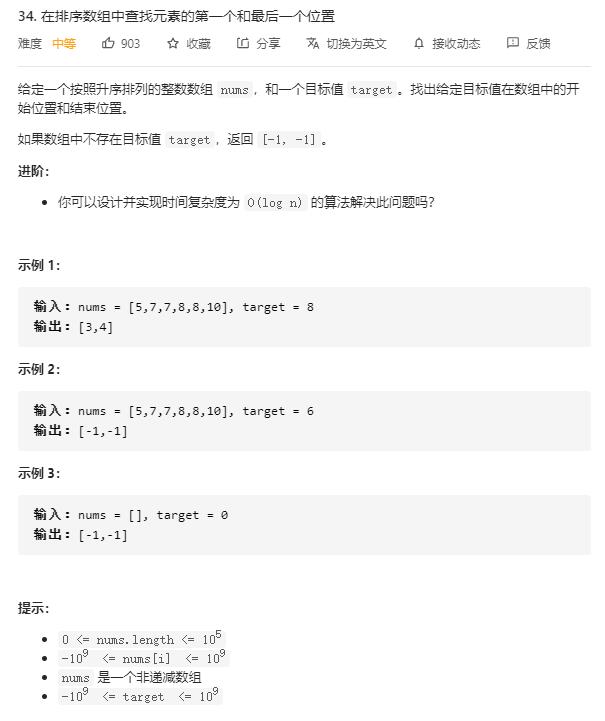 34. 在排序数组中查找元素的第一个和最后一个位置
难度 中等 903 收藏 分享 切换为英文 接收动态 反馈
给定一个按照升序排列的整数数组 nums，和一个目标值 target。找出给定目标值在数组中的开
始位置和结束位置。
如果数组中不存在目标值 target，返回 [-1, -1]。
进阶：
• 你可以设计并实现时间复杂度为 O(log n) 的算法解决此问题吗？
示例 1：
输入：nums = [5,7,7,8,8,10], target = 8
输出：[3,4]
示例 2：
输入：nums = [5,7,7,8,8,10], target = 6
输出：[-1,-1]
示例 3：
输入：nums = [], target = 0
输出：[-1,-1]
提示：
• 0 <= nums.length <= 10⁵
• -10⁹ <= nums[i] <= 10⁹
• nums 是一个非递减数组
• -10⁹ <= target <= 10⁹